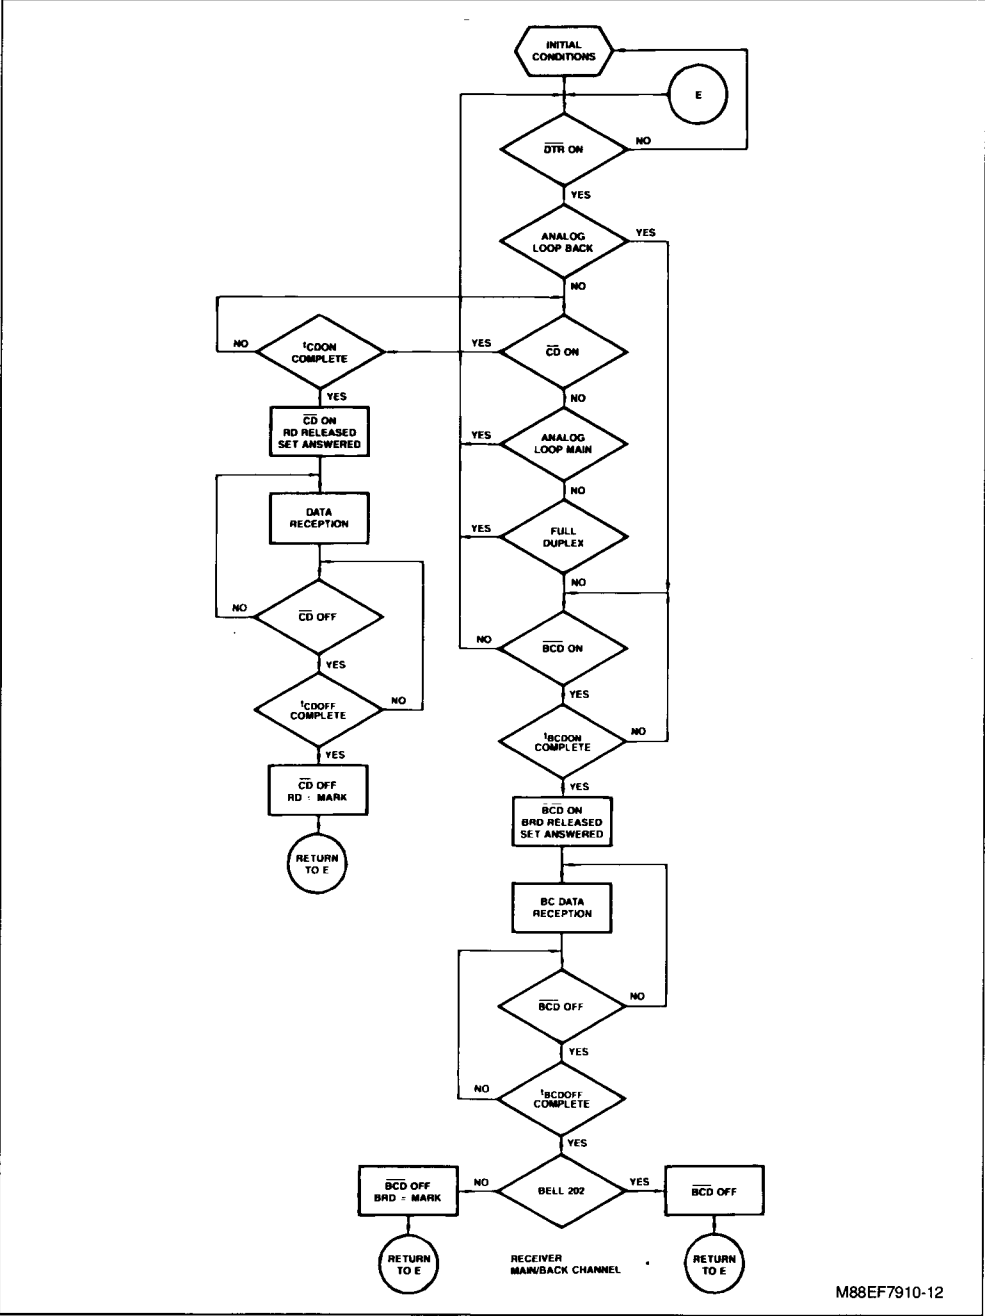 INITIAL
CONDITIONS
E
DTR ON
NO
YES
ANALOG
LOOP BACK
YES
NO
NO
tCDON
COMPLETE
YES
CD ON
YES
NO
CD ON
RD RELEASED
SET ANSWERED
YES
ANALOG
LOOP MAIN
NO
DATA
RECEPTION
YES
FULL
DUPLEX
NO
NO
CD OFF
YES
NO
BCD ON
YES
tCDOFF
COMPLETE
NO
YES
tBCDON
COMPLETE
NO
YES
CD OFF
RD = MARK
BCD ON
BRD RELEASED
SET ANSWERED
RETURN
TO E
BC DATA
RECEPTION
BCD OFF
NO
YES
NO
tBCDOFF
COMPLETE
YES
BCD OFF
BRD = MARK
NO
BELL 202
YES
BCD OFF
RETURN
TO E
RECEIVER
MAIN/BACK CHANNEL
RETURN
TO E
M88EF7910-12